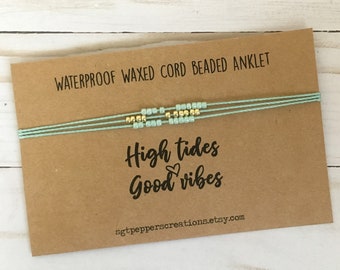 WATERPROOF WAXED CORD BEADED ANKLET
High tides
Good vibes
sgtpepperscreations.etsy.com